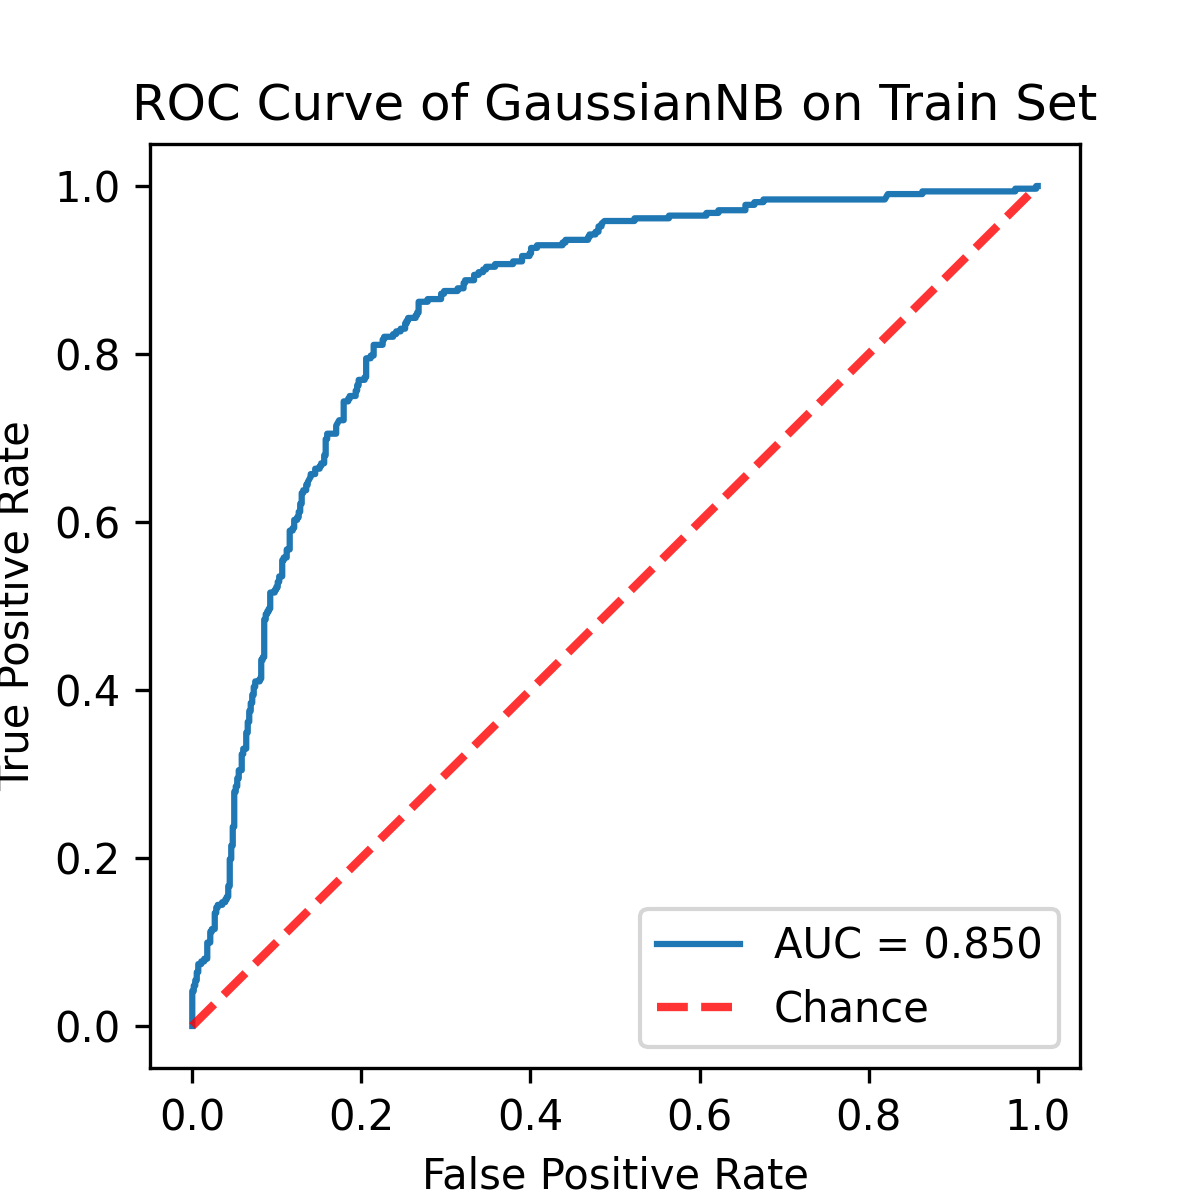 ROC Curve of GaussianNB on Train Set
True Positive Rate
1.0
0.8
0.6
0.4
0.2
0.0
AUC = 0.850
Chance
0.0 0.2 0.4 0.6 0.8 1.0
False Positive Rate